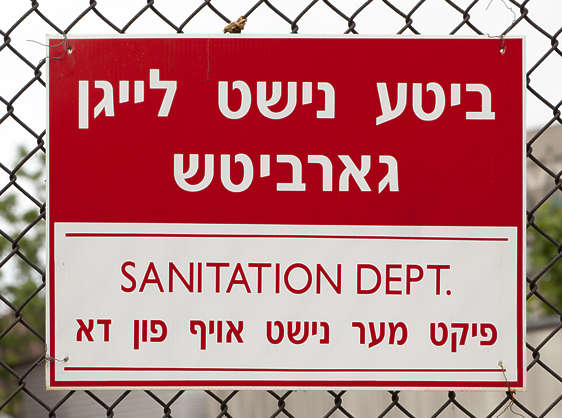 ביטע נישט לייגן
גארביטש
SANITATION DEPT.
פיקט מער נישט אויף פון דא